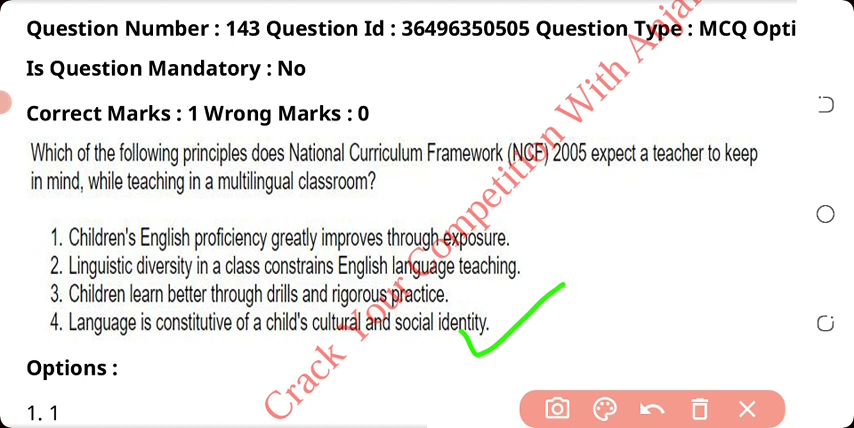 Question Number : 143 Question Id : 36496350505 Question Type : MCQ Opti
Is Question Mandatory : No
Correct Marks : 1 Wrong Marks : 0
Which of the following principles does National Curriculum Framework (NCF) 2005 expect a teacher to keep
in mind, while teaching in a multilingual classroom?
1. Children's English proficiency greatly improves through exposure.
2. Linguistic diversity in a class constrains English language teaching.
3. Children learn better through drills and rigorous practice.
4. Language is constitutive of a child's cultural and social identity.
Options :
1. 1
Crack Your Competition With Anjal